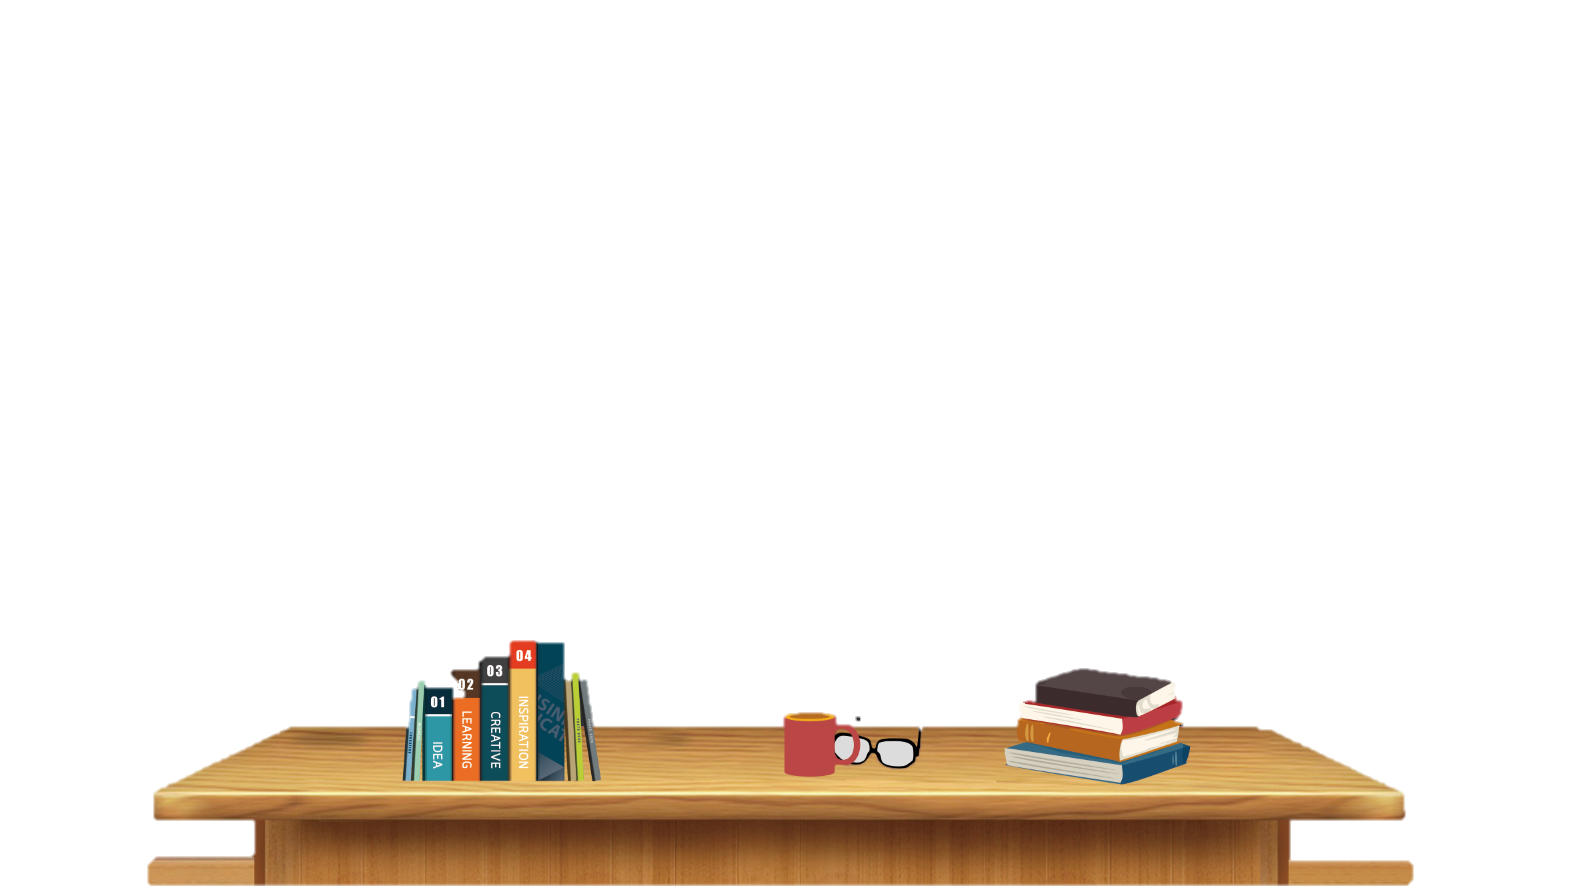 01
IDEA
02
LEARNING
03
CREATIVE
04
INSPIRATION